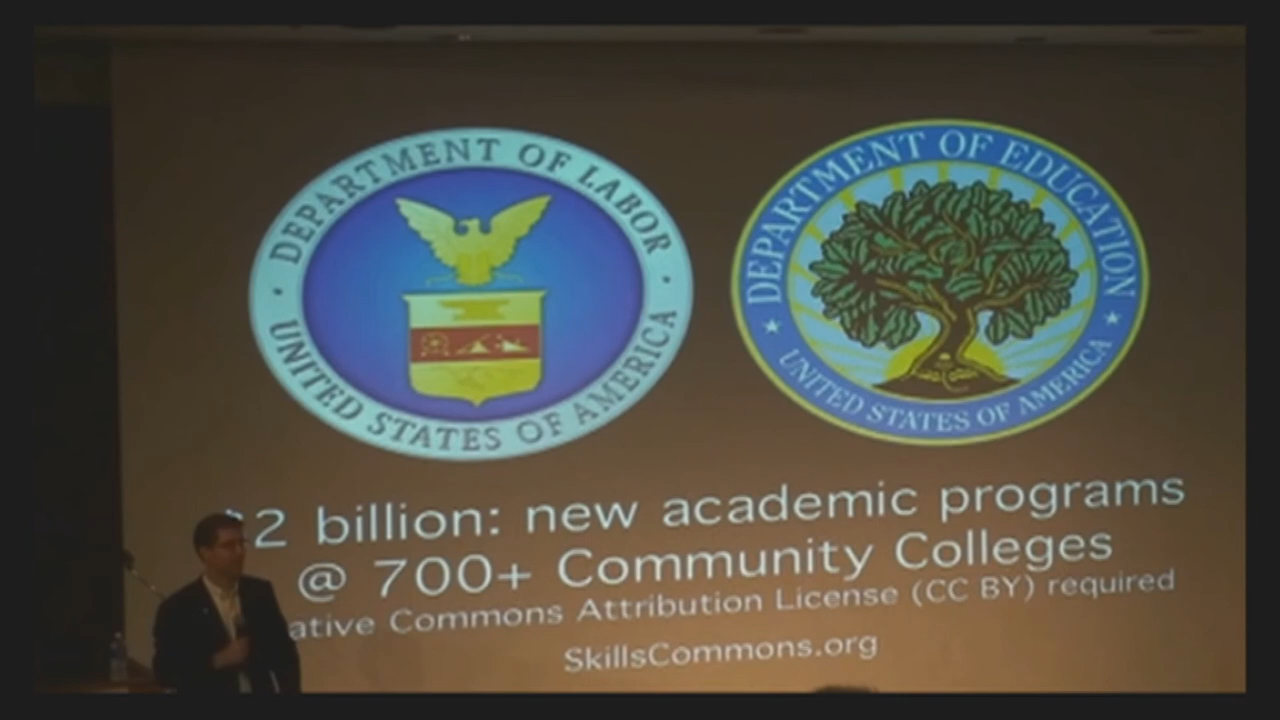 DEPARTMENT OF LABOR
UNITED STATES OF AMERICA
DEPARTMENT OF EDUCATION
UNITED STATES OF AMERICA
$2 billion: new academic programs
@ 700+ Community Colleges
ative Commons Attribution License (CC BY) required
SkillsCommons.org